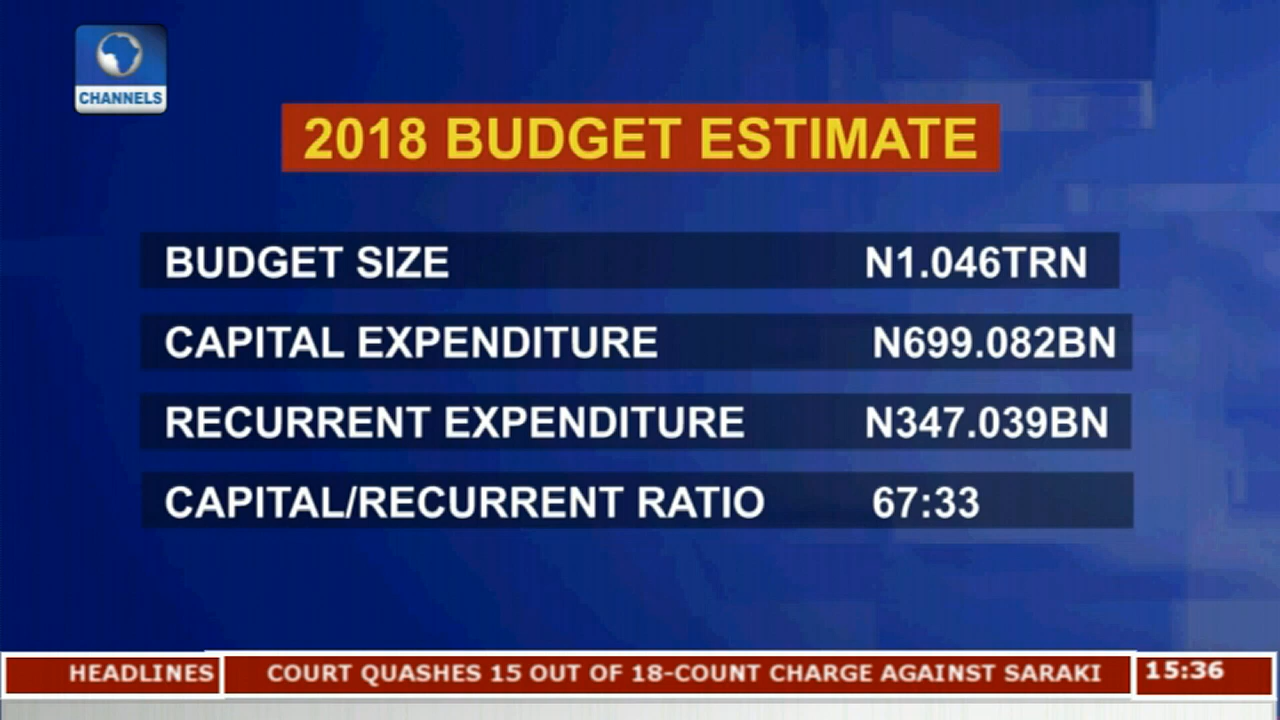 CHANNELS
2018 BUDGET ESTIMATE
BUDGET SIZE N1.046TRN
CAPITAL EXPENDITURE N699.082BN
RECURRENT EXPENDITURE N347.039BN
CAPITAL/RECURRENT RATIO 67:33
HEADLINES COURT QUASHES 15 OUT OF 18-COUNT CHARGE AGAINST SARAKI 15:36